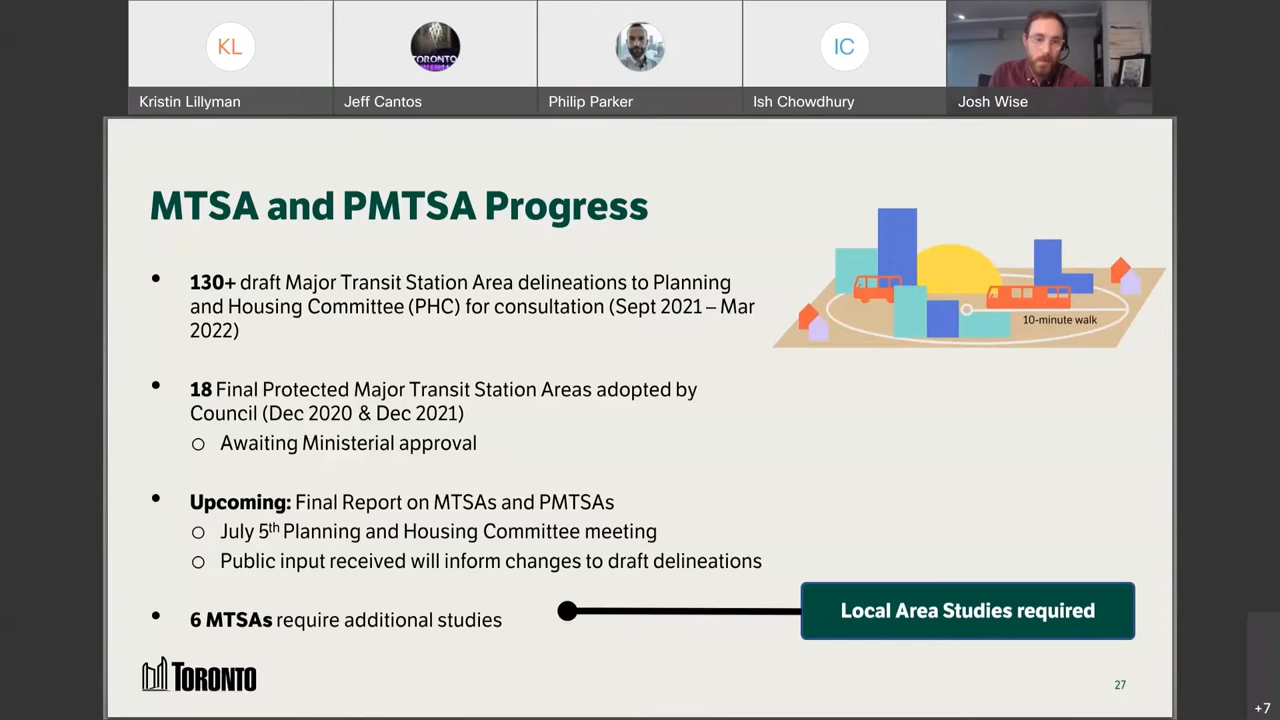 KL
TORONTO
IC
Kristin Lillyman
Jeff Cantos
Philip Parker
Ish Chowdhury
Josh Wise
MTSA and PMTSA Progress
• 130+ draft Major Transit Station Area delineations to Planning
and Housing Committee (PHC) for consultation (Sept 2021 – Mar
2022)
10-minute walk
• 18 Final Protected Major Transit Station Areas adopted by
Council (Dec 2020 & Dec 2021)
○ Awaiting Ministerial approval
• Upcoming: Final Report on MTSAs and PMTSAs
○ July 5th Planning and Housing Committee meeting
○ Public input received will inform changes to draft delineations
• 6 MTSAs require additional studies
Local Area Studies required
TORONTO
27
+7